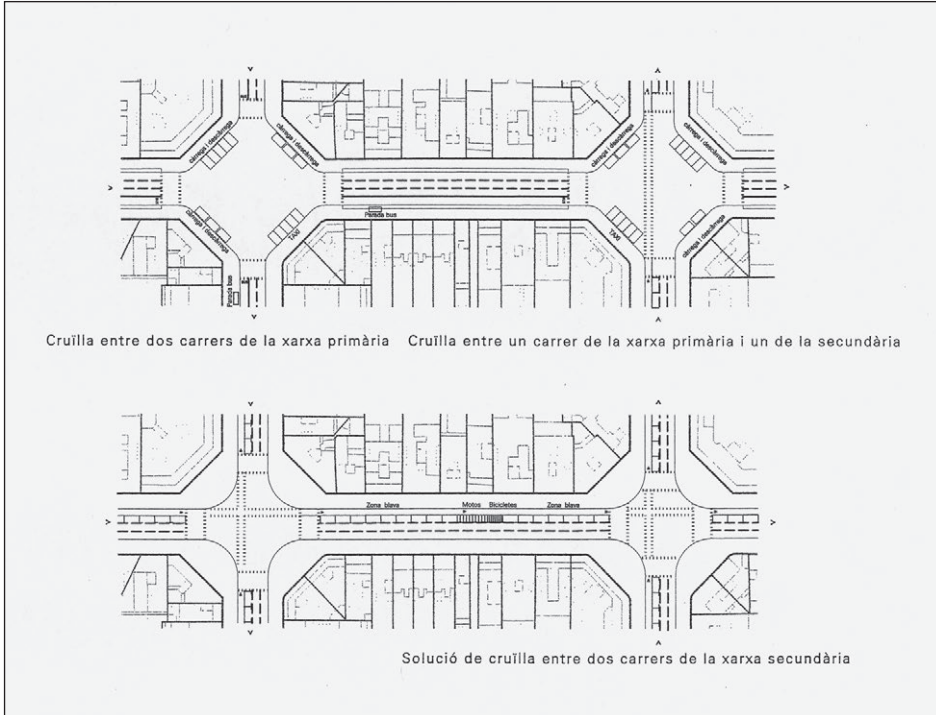 càrrega i descàrrega
càrrega i descàrrega
càrrega i descàrrega
càrrega i descàrrega
càrrega i descàrrega
TAXI
Parada bus
TAXI
càrrega i descàrrega
Parada bus
Cruïlla entre dos carrers de la xarxa primària
Cruïlla entre un carrer de la xarxa primària i un de la secundària
Zona blava
Motos
Bicicletes
Zona blava
Solució de cruïlla entre dos carrers de la xarxa secundària